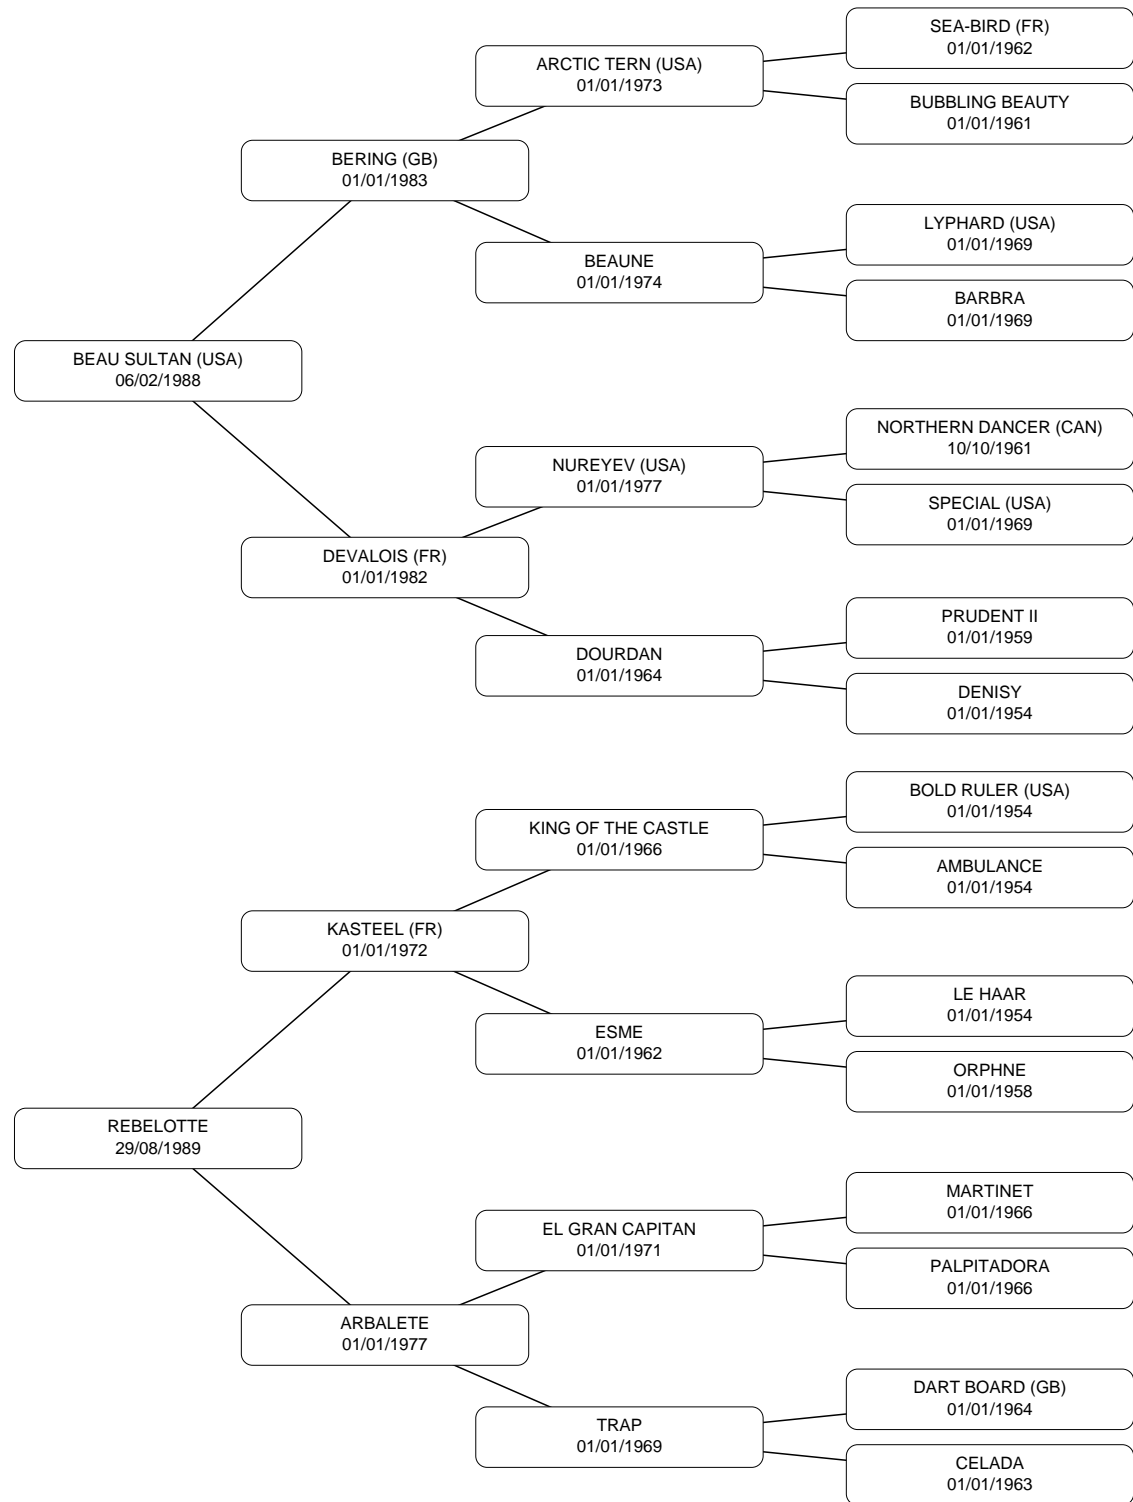 SEA-BIRD (FR)
01/01/1962
ARCTIC TERN (USA)
01/01/1973
BUBBLING BEAUTY
01/01/1961
BERING (GB)
01/01/1983
LYPHARD (USA)
01/01/1969
BEAUNE
01/01/1974
BARBRA
01/01/1969
BEAU SULTAN (USA)
06/02/1988
NORTHERN DANCER (CAN)
10/10/1961
NUREYEV (USA)
01/01/1977
SPECIAL (USA)
01/01/1969
DEVALOIS (FR)
01/01/1982
PRUDENT II
01/01/1959
DOURDAN
01/01/1964
DENISY
01/01/1954
BOLD RULER (USA)
01/01/1954
KING OF THE CASTLE
01/01/1966
AMBULANCE
01/01/1954
KASTEEL (FR)
01/01/1972
LE HAAR
01/01/1954
ESME
01/01/1962
ORPHNE
01/01/1958
REBELOTTE
29/08/1989
MARTINET
01/01/1966
EL GRAN CAPITAN
01/01/1971
PALPITADORA
01/01/1966
ARBALETE
01/01/1977
DART BOARD (GB)
01/01/1964
TRAP
01/01/1969
CELADA
01/01/1963